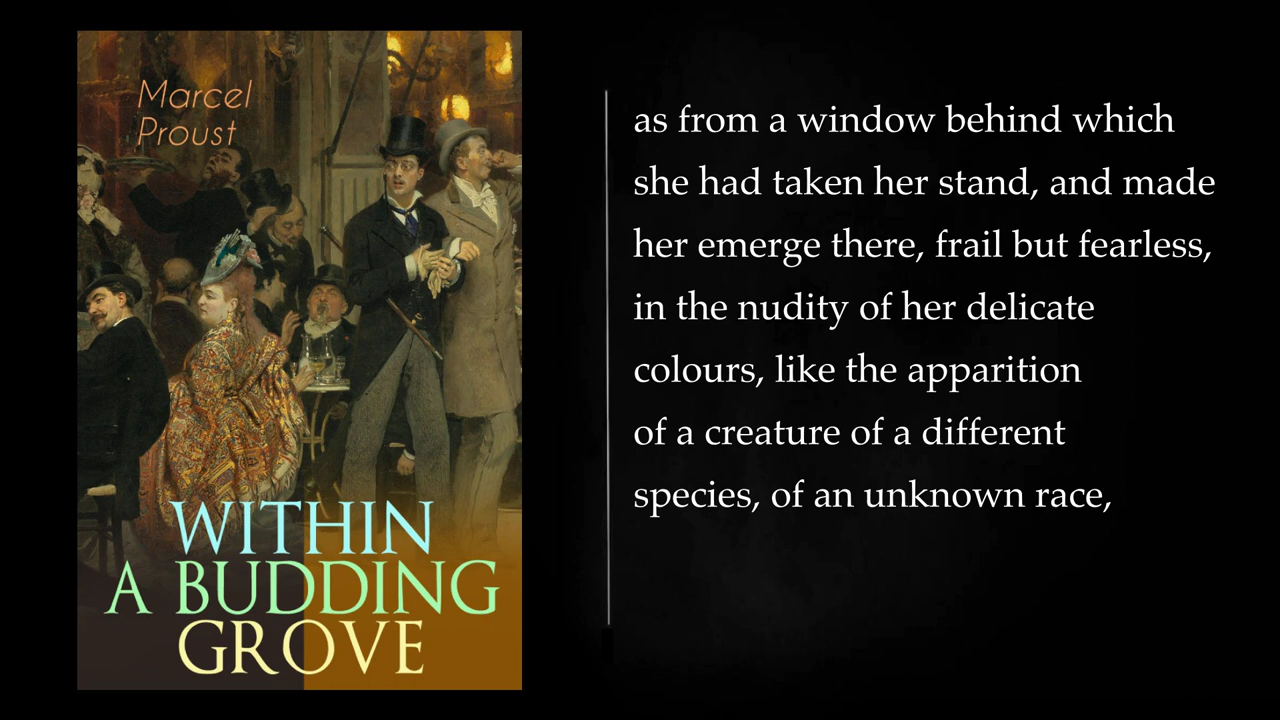 Marcel
Proust
WITHIN
A BUDDING
GROVE
as from a window behind which
she had taken her stand, and made
her emerge there, frail but fearless,
in the nudity of her delicate
colours, like the apparition
of a creature of a different
species, of an unknown race,